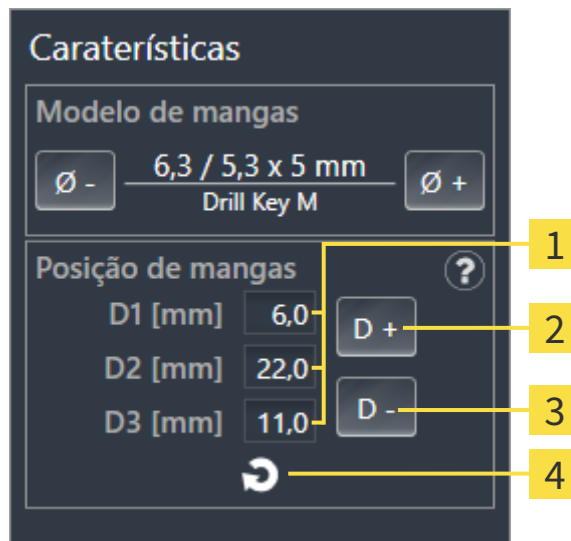 Caraterísticas
Modelo de mangas
Ø - 6,3 / 5,3 x 5 mm Ø +
Drill Key M
Posição de mangas ?
D1 [mm] 6,0
D2 [mm] 22,0
D3 [mm] 11,0
D +
D -
1
2
3
4